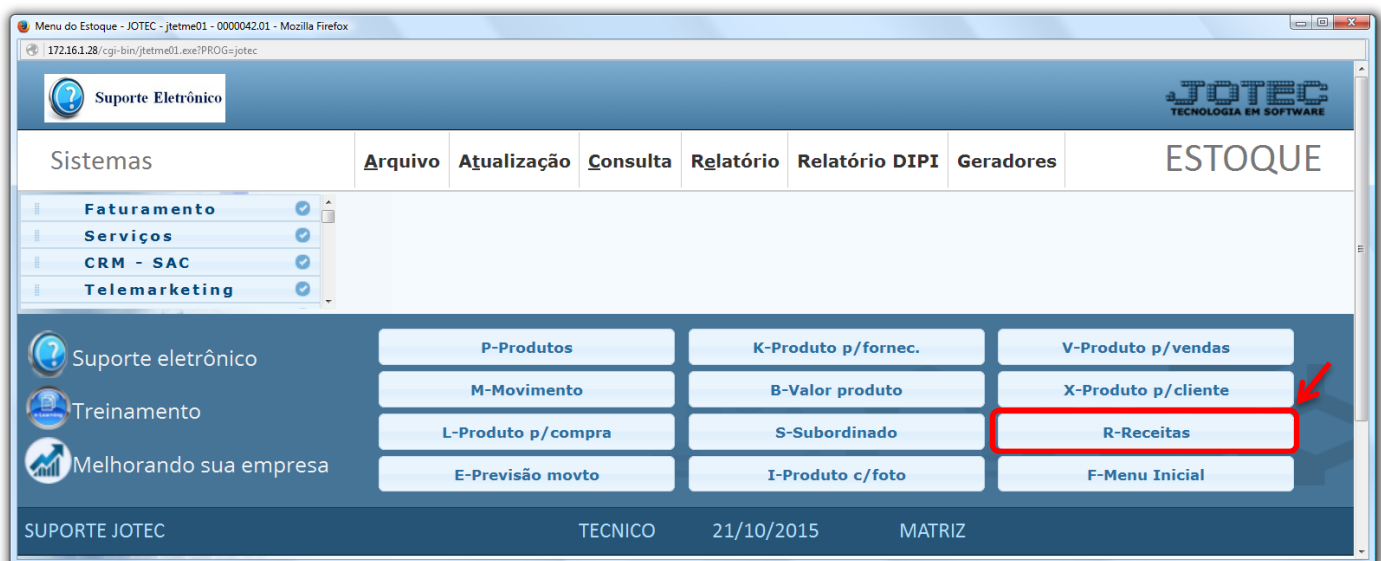 Menu do Estoque - JOTEC - jtetme01 - 0000042.01 - Mozilla Firefox
172.16.1.28/cgi-bin/jtetme01.exe?PROG=jotec
Suporte Eletrônico
JOTEC
TECNOLOGIA EM SOFTWARE
Sistemas
Arquivo Atualização Consulta Relatório Relatório DIPI Geradores
ESTOQUE
Faturamento
Serviços
CRM - SAC
Telemarketing
Suporte eletrônico
Treinamento
Melhorando sua empresa
P-Produtos K-Produto p/fornec. V-Produto p/vendas
M-Movimento B-Valor produto X-Produto p/cliente
L-Produto p/compra S-Subordinado R-Receitas
E-Previsão movto I-Produto c/foto F-Menu Inicial
SUPORTE JOTEC TECNICO 21/10/2015 MATRIZ